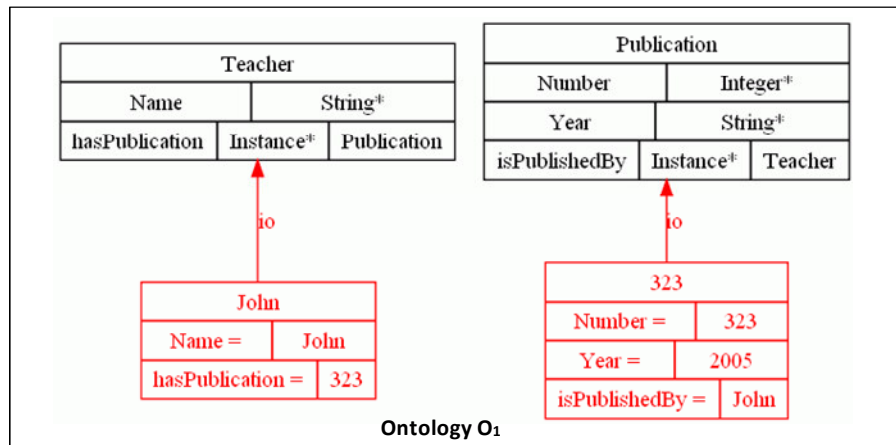 Teacher
Name String*
hasPublication Instance* Publication
io
John
Name = John
hasPublication = 323
Publication
Number Integer*
Year String*
isPublishedBy Instance* Teacher
io
323
Number = 323
Year = 2005
isPublishedBy = John
Ontology O₁